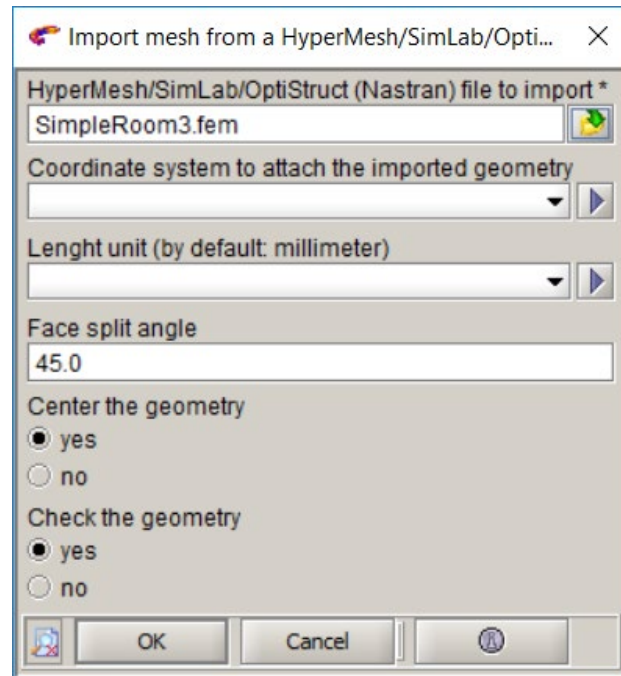 Import mesh from a HyperMesh/SimLab/Opti...
HyperMesh/SimLab/OptiStruct (Nastran) file to import *
SimpleRoom3.fem
Coordinate system to attach the imported geometry
Lenght unit (by default: millimeter)
Face split angle
45.0
Center the geometry
yes
no
Check the geometry
yes
no
OK Cancel